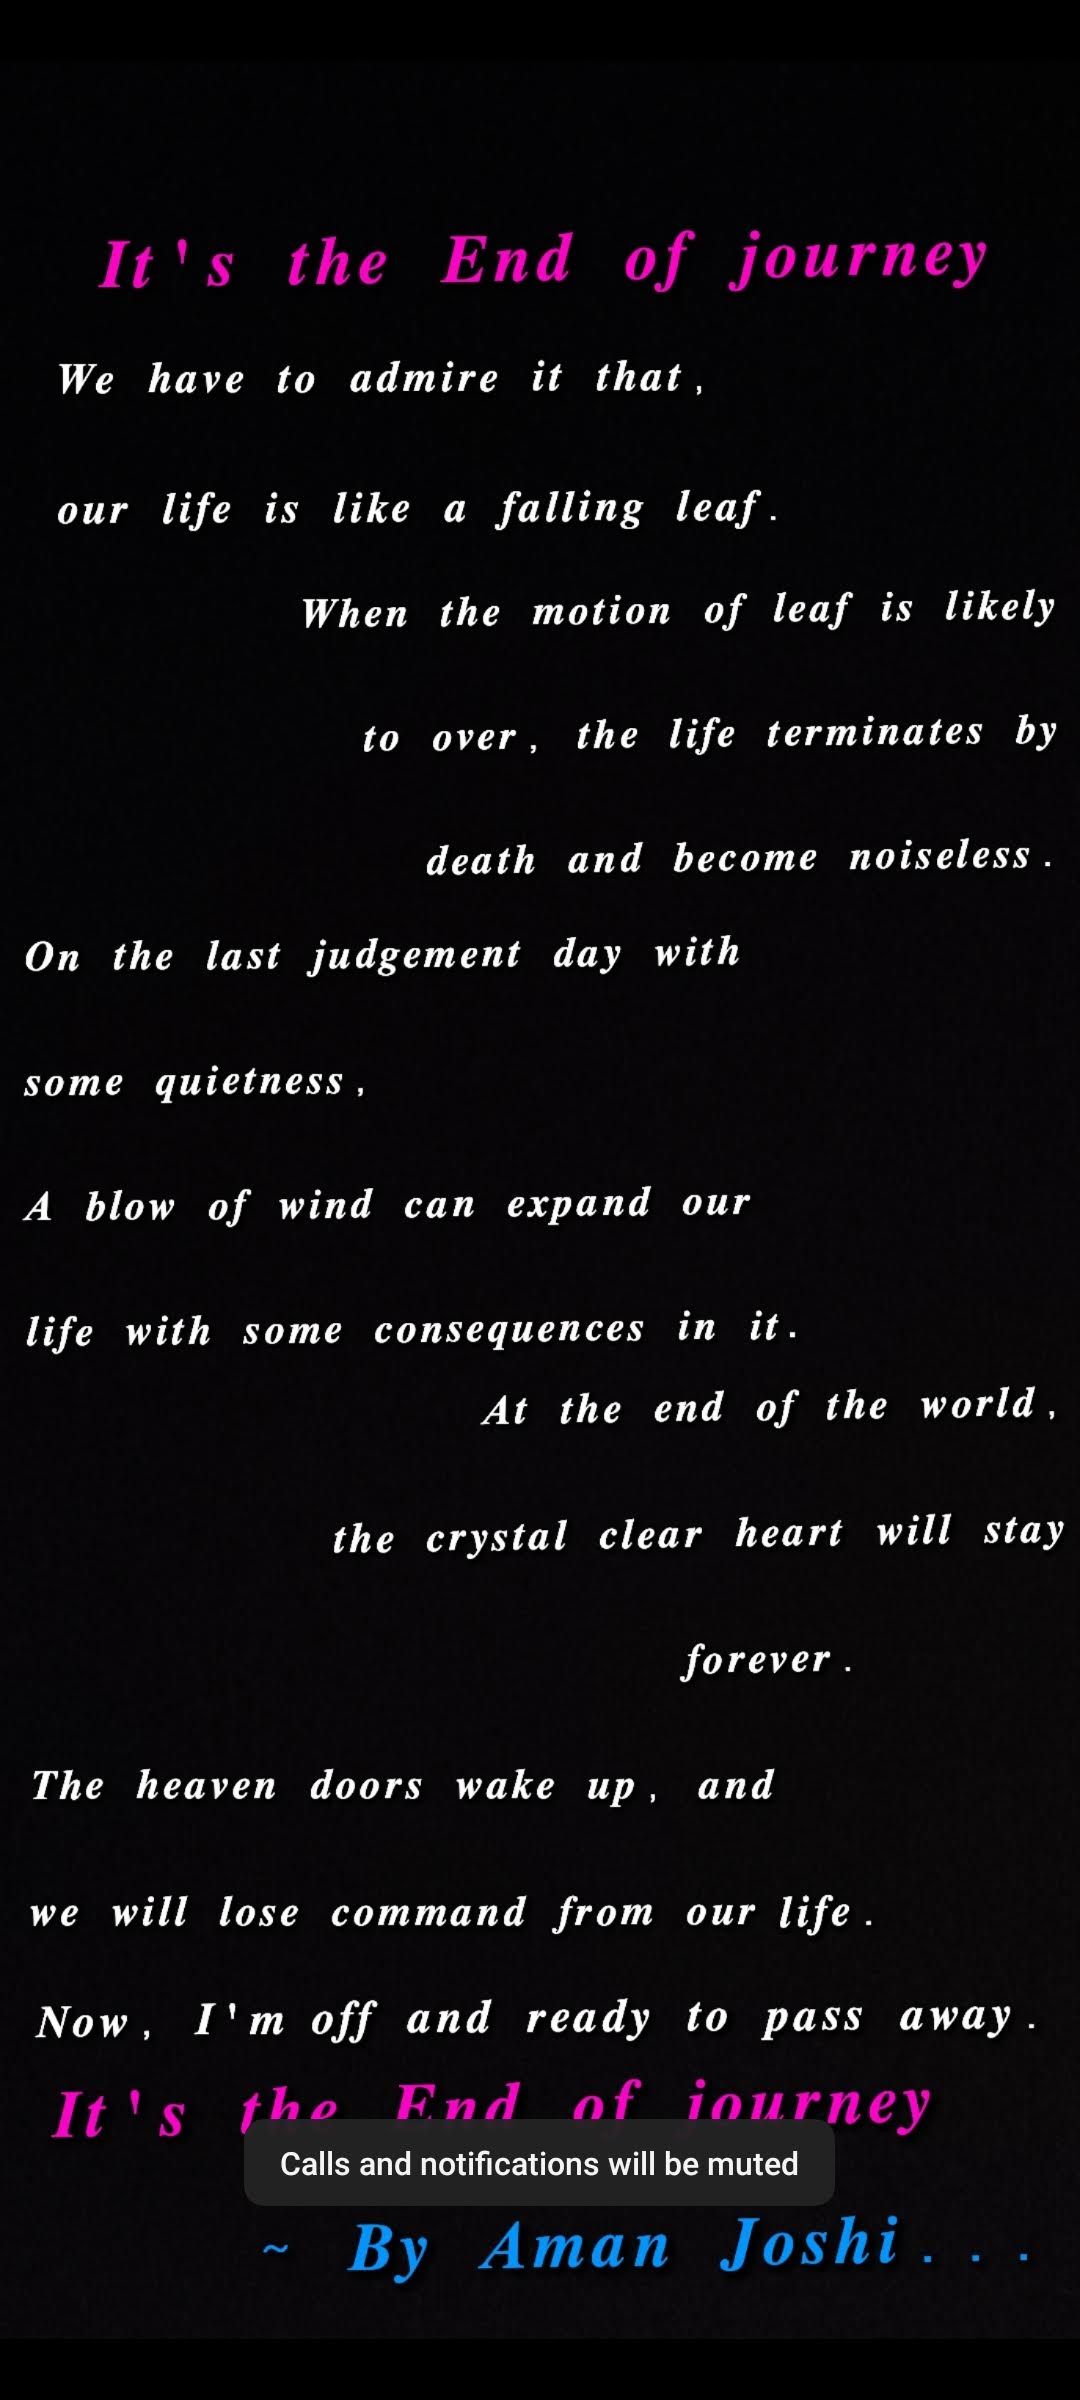 It's the End of journey
We have to admire it that,
our life is like a falling leaf.
When the motion of leaf is likely
to over, the life terminates by
death and become noiseless.
On the last judgement day with
some quietness,
A blow of wind can expand our
life with some consequences in it.
At the end of the world,
the crystal clear heart will stay
forever.
The heaven doors wake up, and
we will lose command from our life.
Now, I'm off and ready to pass away.
It's the End of journey
Calls and notifications will be muted
~ By Aman Joshi...